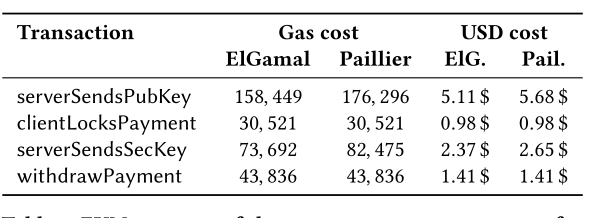 Transaction Gas cost USD cost
ElGamal Paillier ElG. Pail.
serverSendsPubKey 158, 449 176, 296 5.11 $ 5.68 $
clientLocksPayment 30, 521 30, 521 0.98 $ 0.98 $
serverSendsSecKey 73, 692 82, 475 2.37 $ 2.65 $
withdrawPayment 43, 836 43, 836 1.41 $ 1.41 $